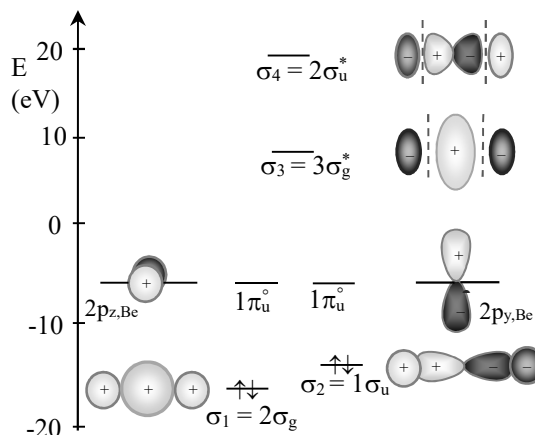 20
E
(eV)
10
0
-10
-20
σ₄ = 2σᵤ*
− + − +
σ₃ = 3σg*
− + −
+
2pz,Be
1πᵤ°
1πᵤ°
+
−
2py,Be
+ + +
σ₁ = 2σg
σ₂ = 1σᵤ
+ + − −